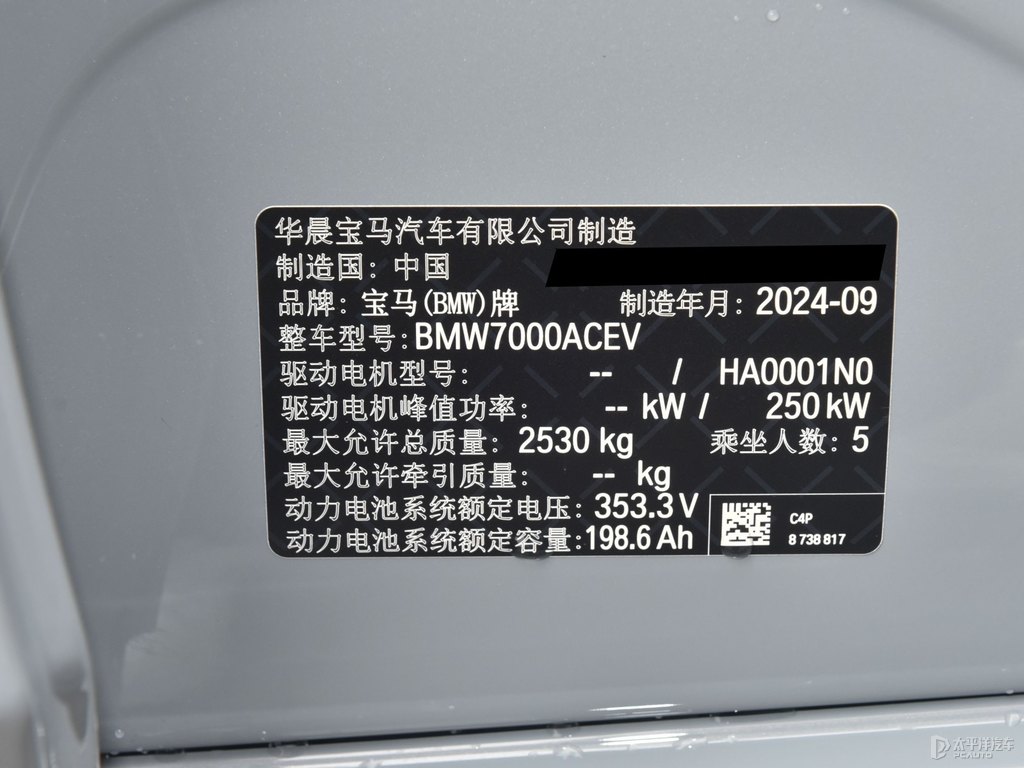 华晨宝马汽车有限公司制造
制造国：中国
品牌：宝马(BMW)牌 制造年月：2024-09
整车型号：BMW7000ACEV
驱动电机型号： -- / HA0001N0
驱动电机峰值功率： -- kW / 250 kW
最大允许总质量：2530 kg 乘坐人数：5
最大允许牵引质量： -- kg
动力电池系统额定电压：353.3 V
动力电池系统额定容量：198.6 Ah
C4P
8 738 817
太平洋汽车
PCAUTO